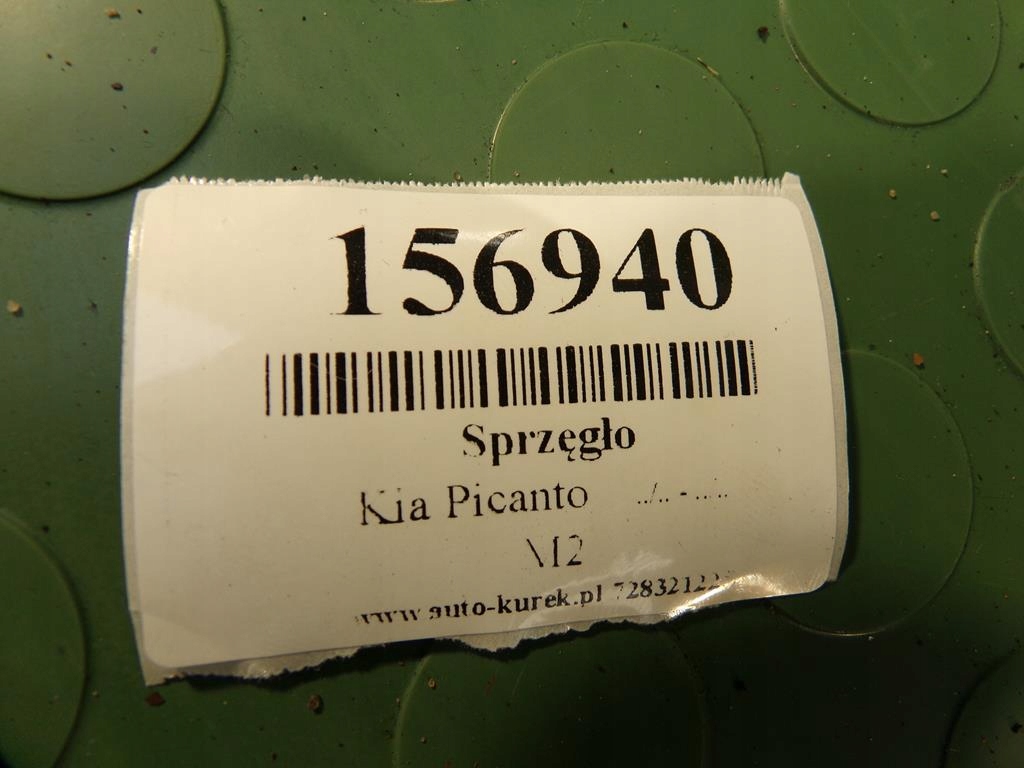 156940
Sprzęgło
Kia Picanto ../.. - ../..
M2
www.auto-kurek.pl